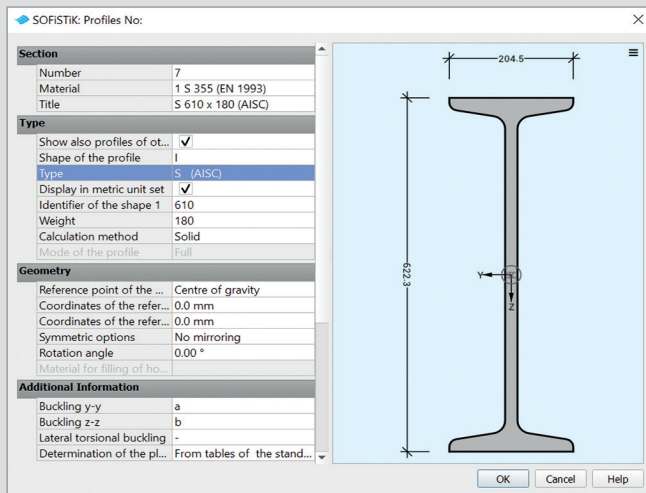 SOFiSTiK: Profiles No:
Section
Number 7
Material 1 S 355 (EN 1993)
Title S 610 x 180 (AISC)
Type
Show also profiles of ot...
Shape of the profile I
Type S (AISC)
Display in metric unit set
Identifier of the shape 1 610
Weight 180
Calculation method Solid
Mode of the profile Full
Geometry
Reference point of the ... Centre of gravity
Coordinates of the refer... 0.0 mm
Coordinates of the refer... 0.0 mm
Symmetric options No mirroring
Rotation angle 0.00 °
Material for filling of ho...
Additional Information
Buckling y-y a
Buckling z-z b
Lateral torsional buckling -
Determination of the pl... From tables of the stand...
204.5
622.3
Y
Z
OK Cancel Help